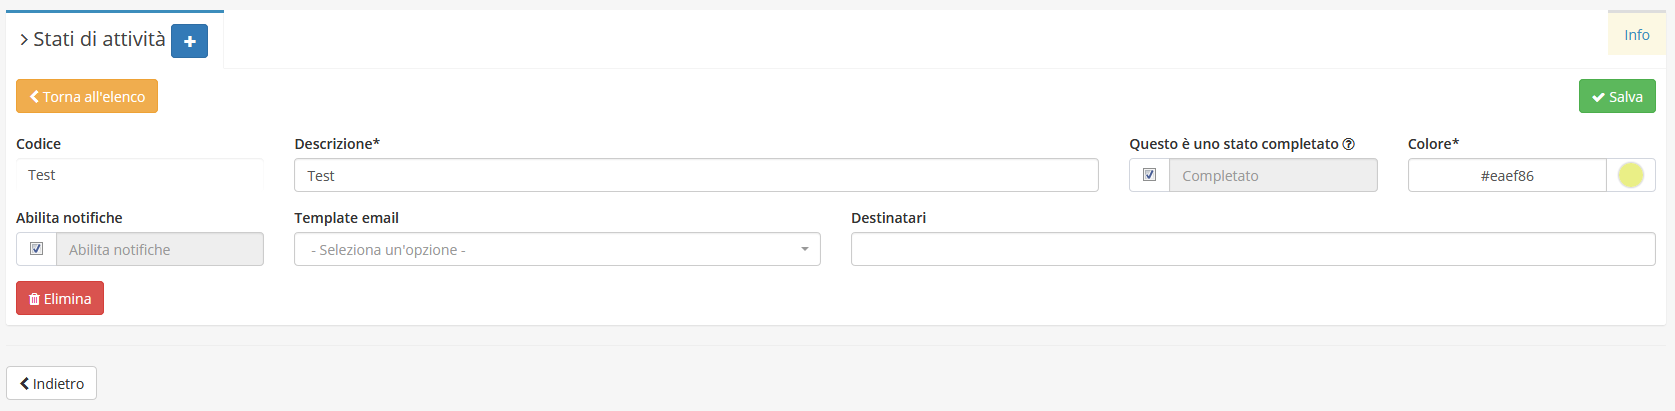 Stati di attività
Info
Torna all'elenco
Salva
Codice
Descrizione*
Questo è uno stato completato
Colore*
Test
Test
Completato
#eaef86
Abilita notifiche
Template email
Destinatari
Abilita notifiche
- Seleziona un'opzione -
Elimina
Indietro